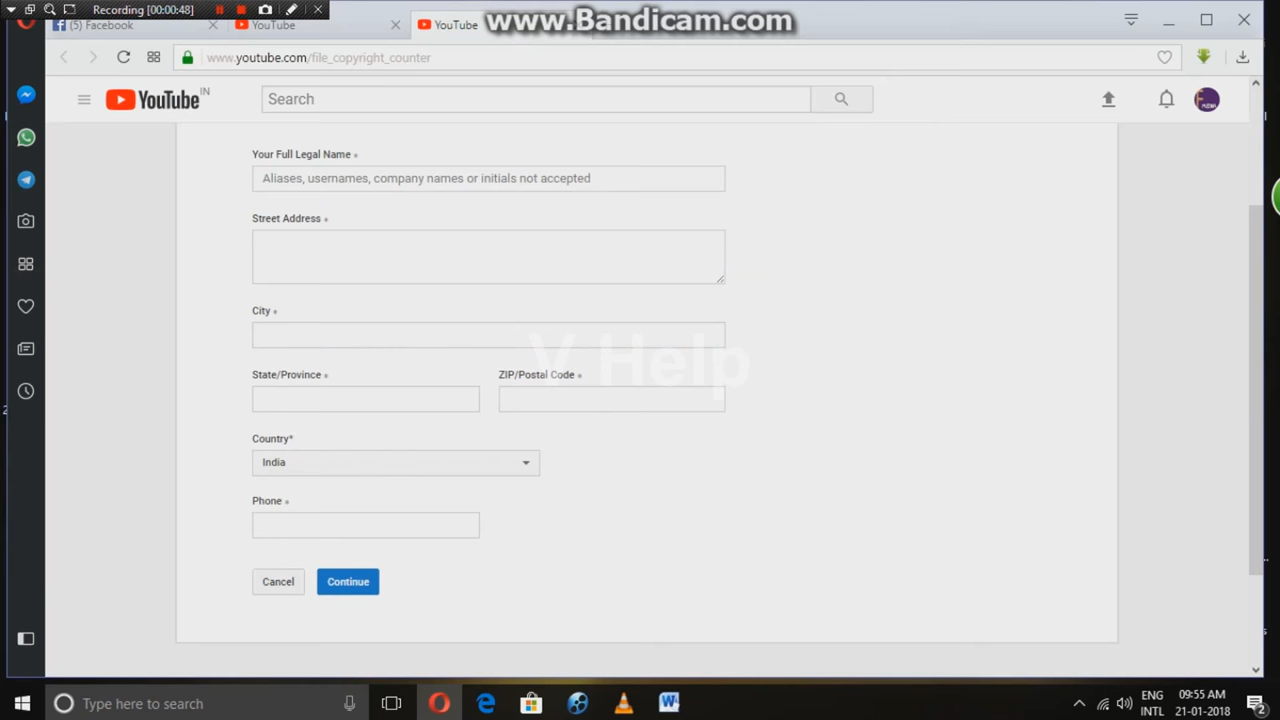 Recording [00:00:48]
www.Bandicam.com
(5) Facebook
YouTube
YouTube
www.youtube.com/file_copyright_counter
YouTube IN
Search
Your Full Legal Name *
Aliases, usernames, company names or initials not accepted
Street Address *
City *
Y Help
State/Province *
ZIP/Postal Code *
Country*
India
Phone *
Cancel
Continue
Type here to search
ENG
INTL
09:55 AM
21-01-2018
2